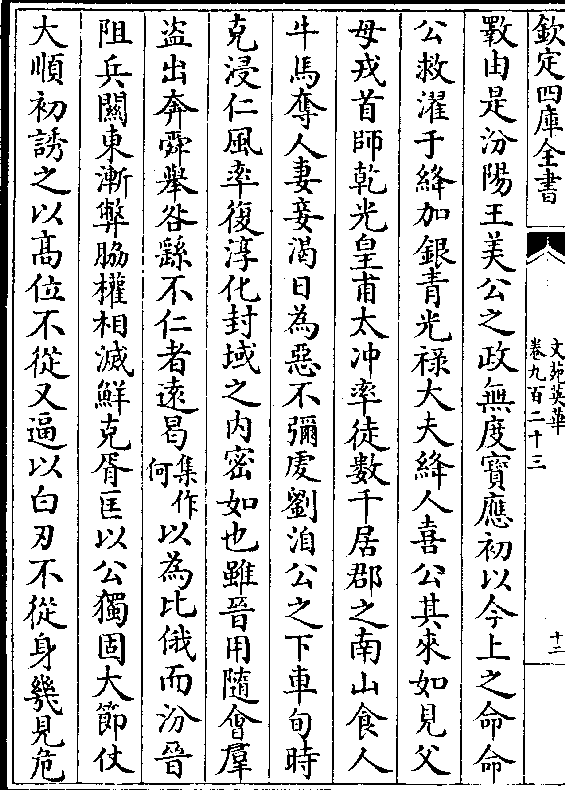 欽定四庫全書
文苑英華
卷九百二十三
十二
斁由是汾陽王美公之政無度寳應初以今上之命命
公救濯于絳加銀青光祿大夫絳人喜公其來如見父
母戎首師乾光皇甫太冲率徒数千居郡之南山食人
牛馬奪人妻妾渴日為惡不彌虔劉洎公之下車旬時
克浸仁風率復淳化封域之内密如也雖晉用隨會羣
盗出奔舜舉咎繇不仁者逺曷集作何以為比俄而汾晉
阻兵關東漸弊脇權相滅鮮克胥匡以公獨固大節仗
大順初誘之以髙位不從又逼以白刃不從身幾見危